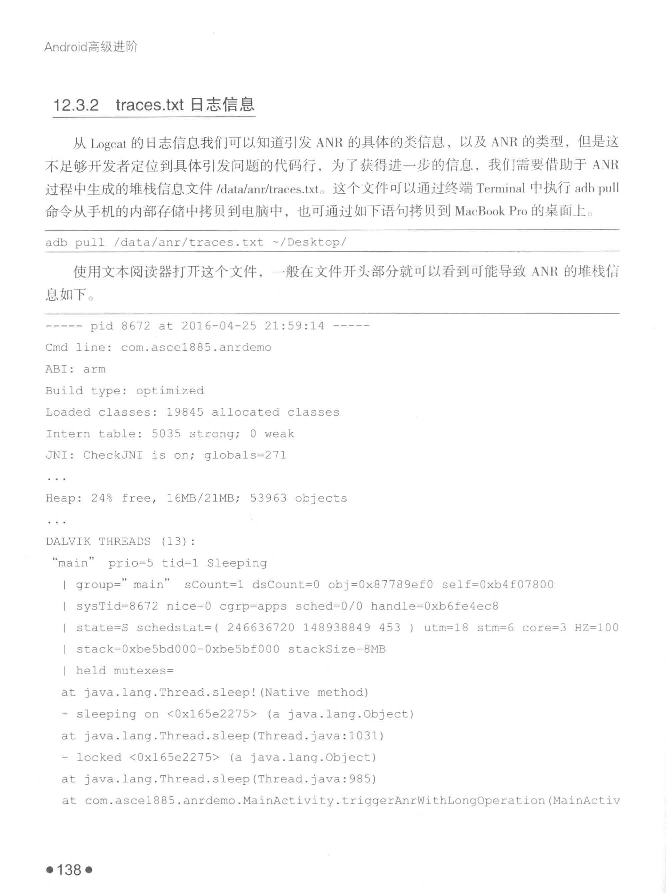 Android高级进阶
12.3.2 traces.txt 日志信息
从 Logcat 的日志信息我们可以知道引发 ANR 的具体的类信息，以及 ANR 的类型，但是这
不足够开发者定位到具体引发问题的代码行，为了获得进一步的信息，我们需要借助于 ANR
过程中生成的堆栈信息文件 /data/anr/traces.txt。这个文件可以通过终端 Terminal 中执行 adb pull
命令从手机的内部存储中拷贝到电脑中，也可通过如下语句拷贝到 MacBook Pro 的桌面上。
adb pull /data/anr/traces.txt ~/Desktop/
使用文本阅读器打开这个文件，一般在文件开头部分就可以看到可能导致 ANR 的堆栈信
息如下。
----- pid 8672 at 2016-04-25 21:59:14 -----
Cmd line: com.asce1885.anrdemo
ABI: arm
Build type: optimized
Loaded classes: 19845 allocated classes
Intern table: 5035 strong; 0 weak
JNI: CheckJNI is on; globals=271
...
Heap: 24% free, 16MB/21MB; 53963 objects
...
DALVIK THREADS (13):
“main” prio=5 tid=1 Sleeping
| group=”main” sCount=1 dsCount=0 obj=0x87789ef0 self=0xb4f07800
| sysTid=8672 nice=0 cgrp=apps sched=0/0 handle=0xb6fe4ec8
| state=S schedstat=( 246636720 148938849 453 ) utm=18 stm=6 core=3 HZ=100
| stack=0xbe5bd000-0xbe5bf000 stackSize=8MB
| held mutexes=
at java.lang.Thread.sleep!(Native method)
- sleeping on <0x165e2275> (a java.lang.Object)
at java.lang.Thread.sleep(Thread.java:1031)
- locked <0x165e2275> (a java.lang.Object)
at java.lang.Thread.sleep(Thread.java:985)
at com.asce1885.anrdemo.MainActivity.triggerAnrWithLongOperation(MainActiv
●138●